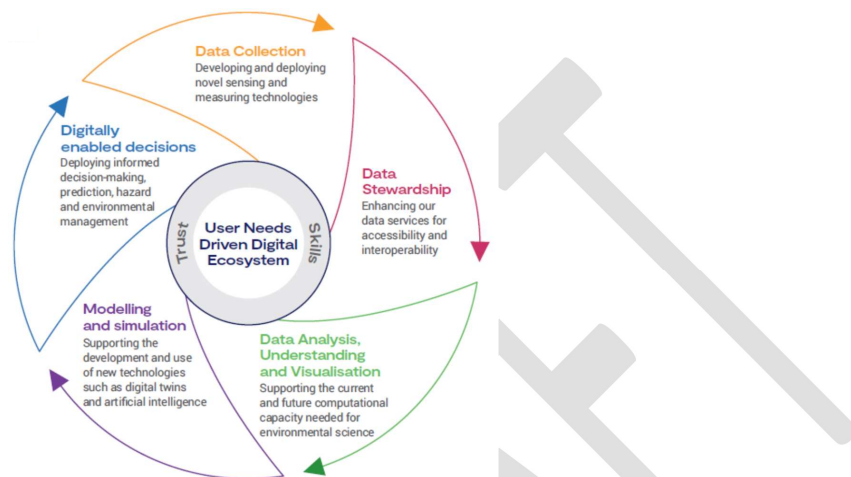 Data Collection
Developing and deploying
novel sensing and
measuring technologies
Data
Stewardship
Enhancing our
data services for
accessibility and
interoperability
Data Analysis,
Understanding
and Visualisation
Supporting the current
and future computational
capacity needed for
environmental science
Modelling
and simulation
Supporting the
development and use
of new technologies
such as digital twins
and artificial intelligence
Digitally
enabled decisions
Deploying informed
decision-making,
prediction, hazard
and environmental
management
Trust
User Needs
Driven Digital
Ecosystem
Skills